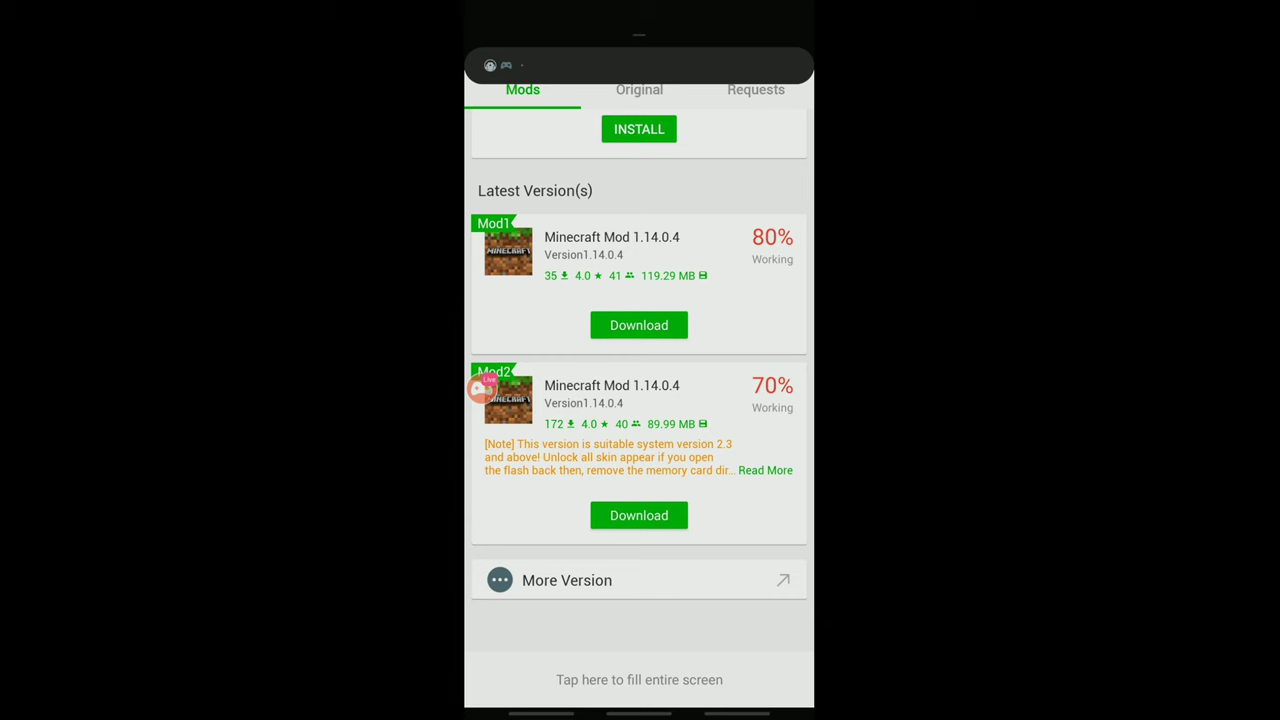 Mods Original Requests
INSTALL
Latest Version(s)
Mod1
MINECRAFT
Minecraft Mod 1.14.0.4
Version1.14.0.4
35 4.0 41 119.29 MB
80%
Working
Download
Mod2
Live
MINECRAFT
Minecraft Mod 1.14.0.4
Version1.14.0.4
172 4.0 40 89.99 MB
70%
Working
[Note] This version is suitable system version 2.3
and above! Unlock all skin appear if you open
the flash back then, remove the memory card dir... Read More
Download
More Version
Tap here to fill entire screen